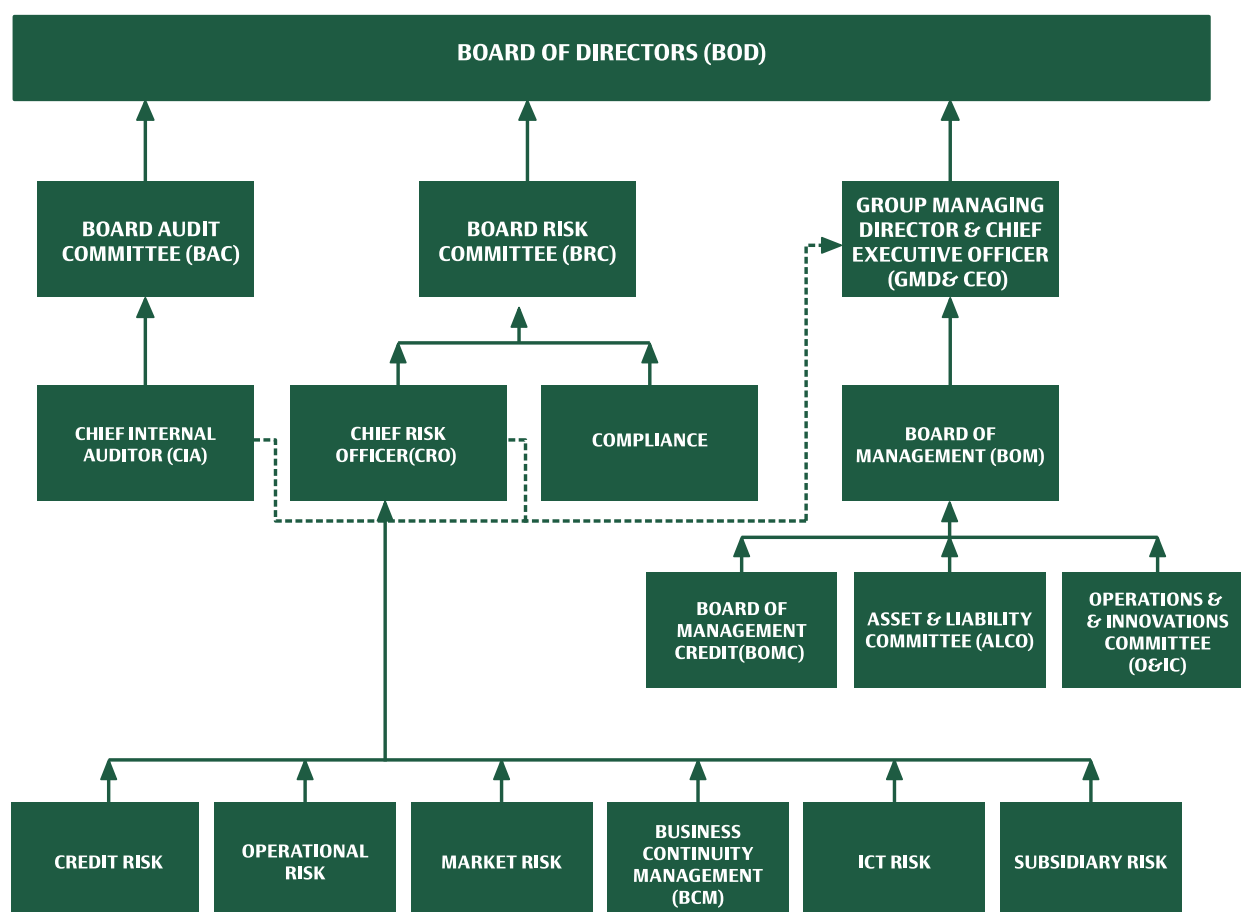 BOARD OF DIRECTORS (BOD)
BOARD AUDIT
COMMITTEE (BAC)
BOARD RISK
COMMITTEE (BRC)
GROUP MANAGING
DIRECTOR & CHIEF
EXECUTIVE OFFICER
(GMD& CEO)
CHIEF INTERNAL
AUDITOR (CIA)
CHIEF RISK
OFFICER(CRO)
COMPLIANCE
BOARD OF
MANAGEMENT (BOM)
BOARD OF
MANAGEMENT
CREDIT(BOMC)
ASSET & LIABILITY
COMMITTEE (ALCO)
OPERATIONS &
& INNOVATIONS
COMMITTEE
(O&IC)
CREDIT RISK
OPERATIONAL
RISK
MARKET RISK
BUSINESS
CONTINUITY
MANAGEMENT
(BCM)
ICT RISK
SUBSIDIARY RISK